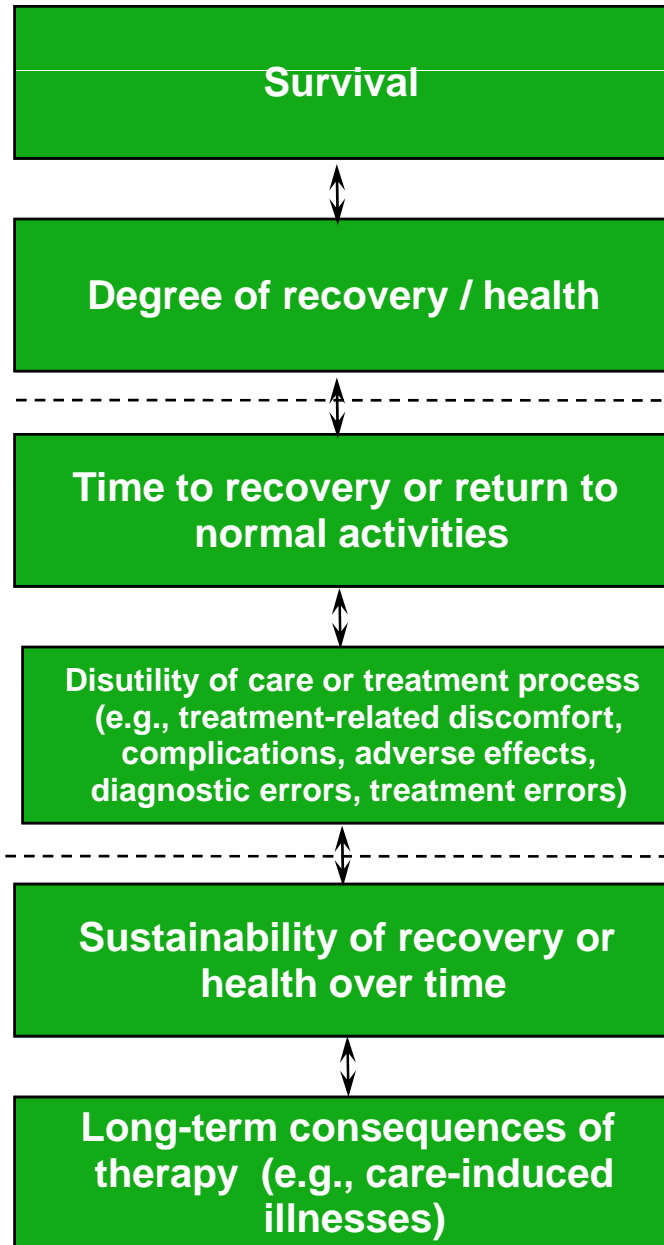 Survival
Degree of recovery / health
Time to recovery or return to
normal activities
Disutility of care or treatment process
(e.g., treatment-related discomfort,
complications, adverse effects,
diagnostic errors, treatment errors)
Sustainability of recovery or
health over time
Long-term consequences of
therapy (e.g., care-induced
illnesses)